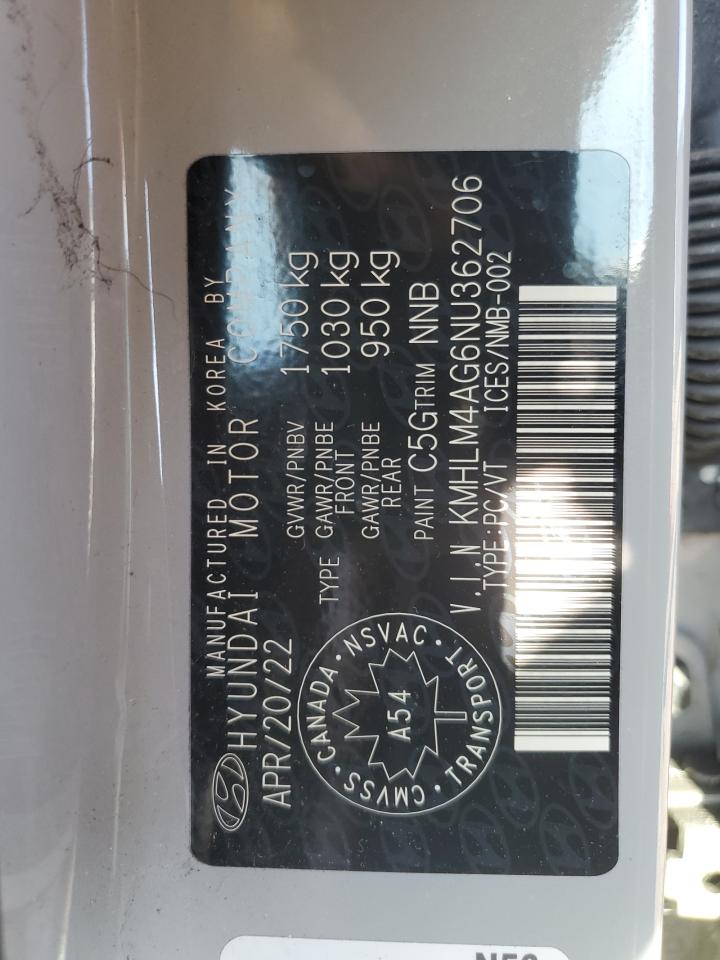 MANUFACTURED IN KOREA BY
HYUNDAI MOTOR COMPANY
APR/20/22
GVWR/PNBV 1750 kg
TYPE GAWR/PNBE FRONT 1030 kg
GAWR/PNBE REAR 950 kg
PAINT C5G TRIM NNB
V.I.N KMHLM4AG6NU362706
TYPE:PC/VT ICES/NMB-002
CANADA · NSVAC · TRANSPORT · CMVSS ·
A54